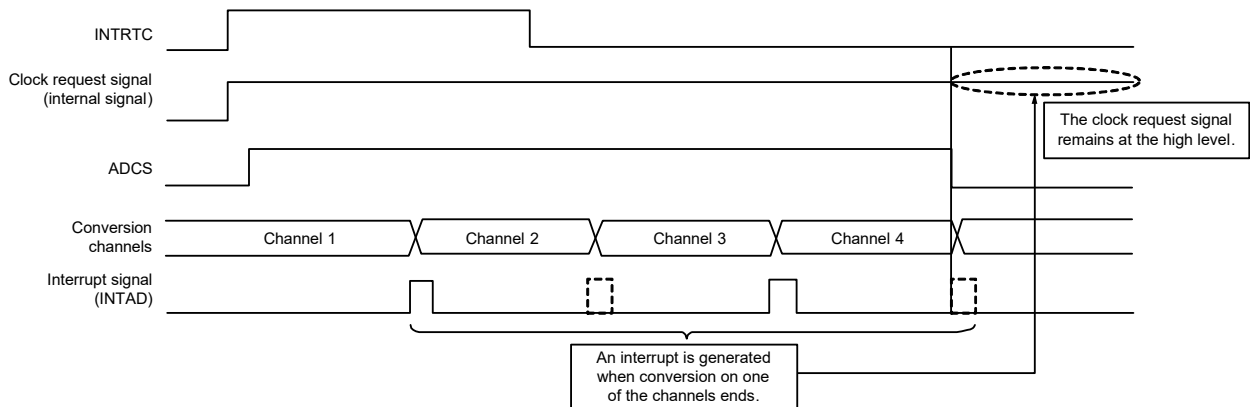 INTRTC
Clock request signal
(internal signal)
The clock request signal
remains at the high level.
ADCS
Conversion
channels
Channel 1
Channel 2
Channel 3
Channel 4
Interrupt signal
(INTAD)
An interrupt is generated
when conversion on one
of the channels ends.